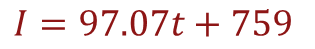 I = 97.07t + 759